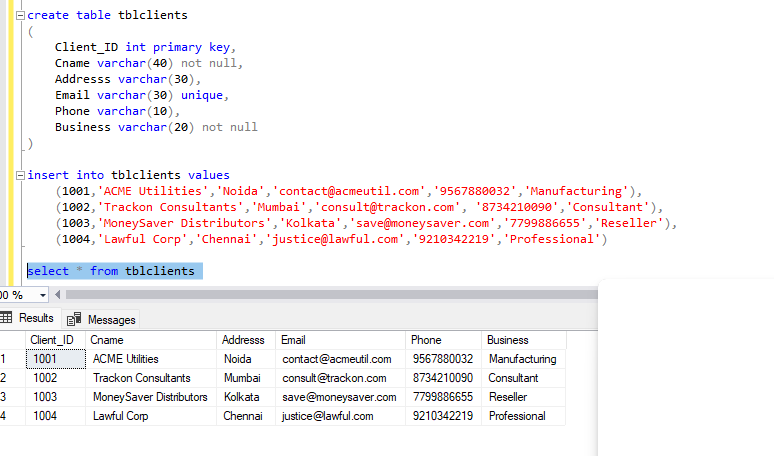 create table tblclients
(
Client_ID int primary key,
Cname varchar(40) not null,
Addresss varchar(30),
Email varchar(30) unique,
Phone varchar(10),
Business varchar(20) not null
)
insert into tblclients values
(1001,'ACME Utilities','Noida','contact@acmeutil.com','9567880032','Manufacturing'),
(1002,'Trackon Consultants','Mumbai','consult@trackon.com', '8734210090','Consultant'),
(1003,'MoneySaver Distributors','Kolkata','save@moneysaver.com','7799886655','Reseller'),
(1004,'Lawful Corp','Chennai','justice@lawful.com','9210342219','Professional')
select * from tblclients
00 %
Results Messages
Client_ID Cname Addresss Email Phone Business
1 1001 ACME Utilities Noida contact@acmeutil.com 9567880032 Manufacturing
2 1002 Trackon Consultants Mumbai consult@trackon.com 8734210090 Consultant
3 1003 MoneySaver Distributors Kolkata save@moneysaver.com 7799886655 Reseller
4 1004 Lawful Corp Chennai justice@lawful.com 9210342219 Professional